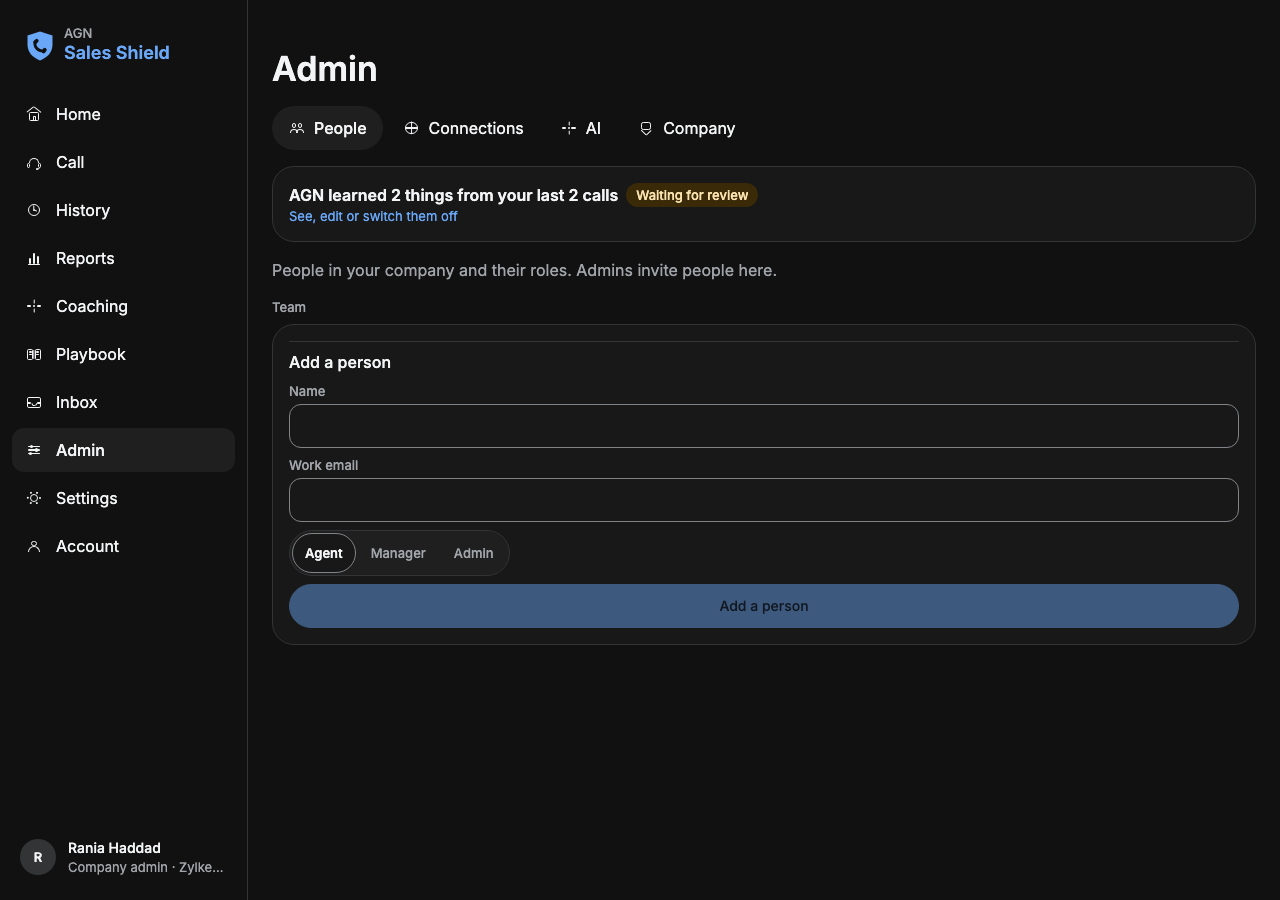 AGN
Sales Shield
Home
Call
History
Reports
Coaching
Playbook
Inbox
Admin
Settings
Account
Rania Haddad
Company admin · Zylke...
Admin
People
Connections
AI
Company
AGN learned 2 things from your last 2 calls Waiting for review
See, edit or switch them off
People in your company and their roles. Admins invite people here.
Team
Add a person
Name
Work email
Agent Manager Admin
Add a person
R